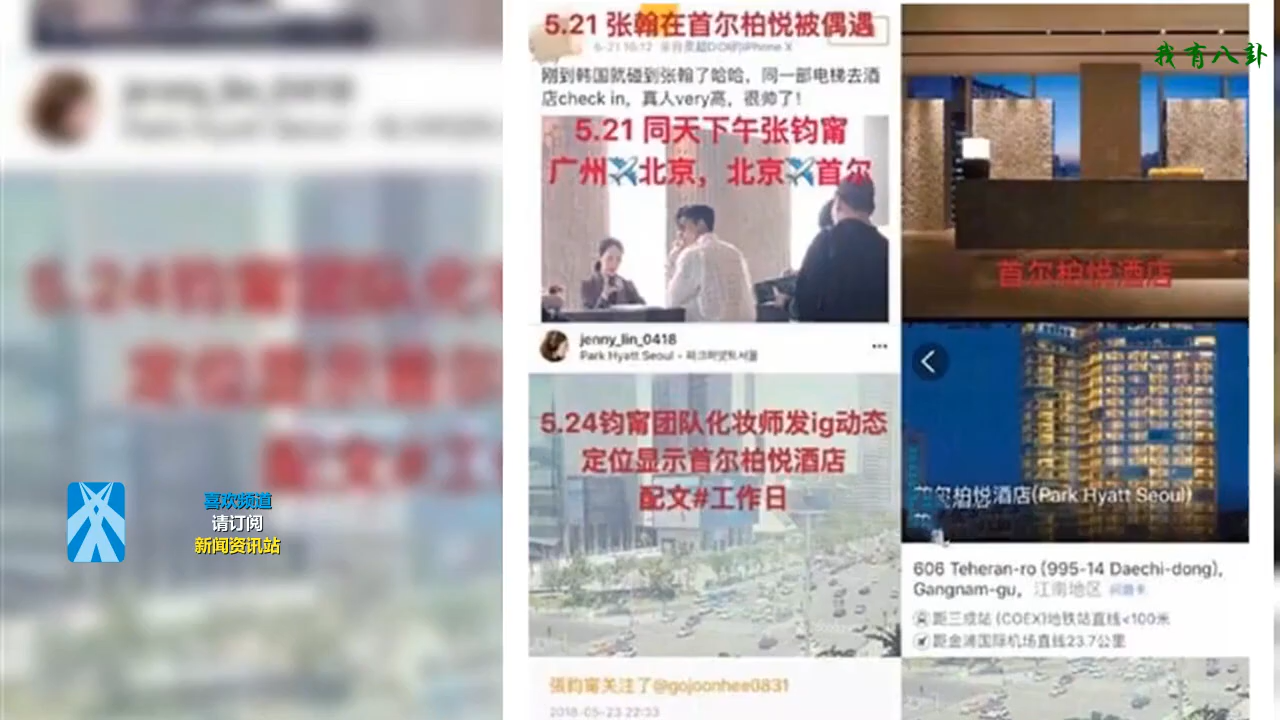 我有八卦
5.21 张翰在首尔柏悦被偶遇
刚到韩国就碰到张翰了哈哈，同一部电梯去酒
店check in，真人very高，很帅了！
5.21 同天下午张钧甯
广州✈️北京，北京✈️首尔
jenny_lin_0418
Park Hyatt Seoul - 파크하얏트서울
5.24钧甯团队化妆师发ig动态
定位显示首尔柏悦酒店
配文#工作日
張鈞甯关注了@gojoonhee0831
2018-05-23 22:33
首尔柏悦酒店
首尔柏悦酒店(Park Hyatt Seoul)
606 Teheran-ro (995-14 Daechi-dong),
Gangnam-gu, 江南地区
距三成站 (COEX)地铁站直线<100米
距金浦国际机场直线23.7公里
喜欢频道
请订阅
新闻资讯站